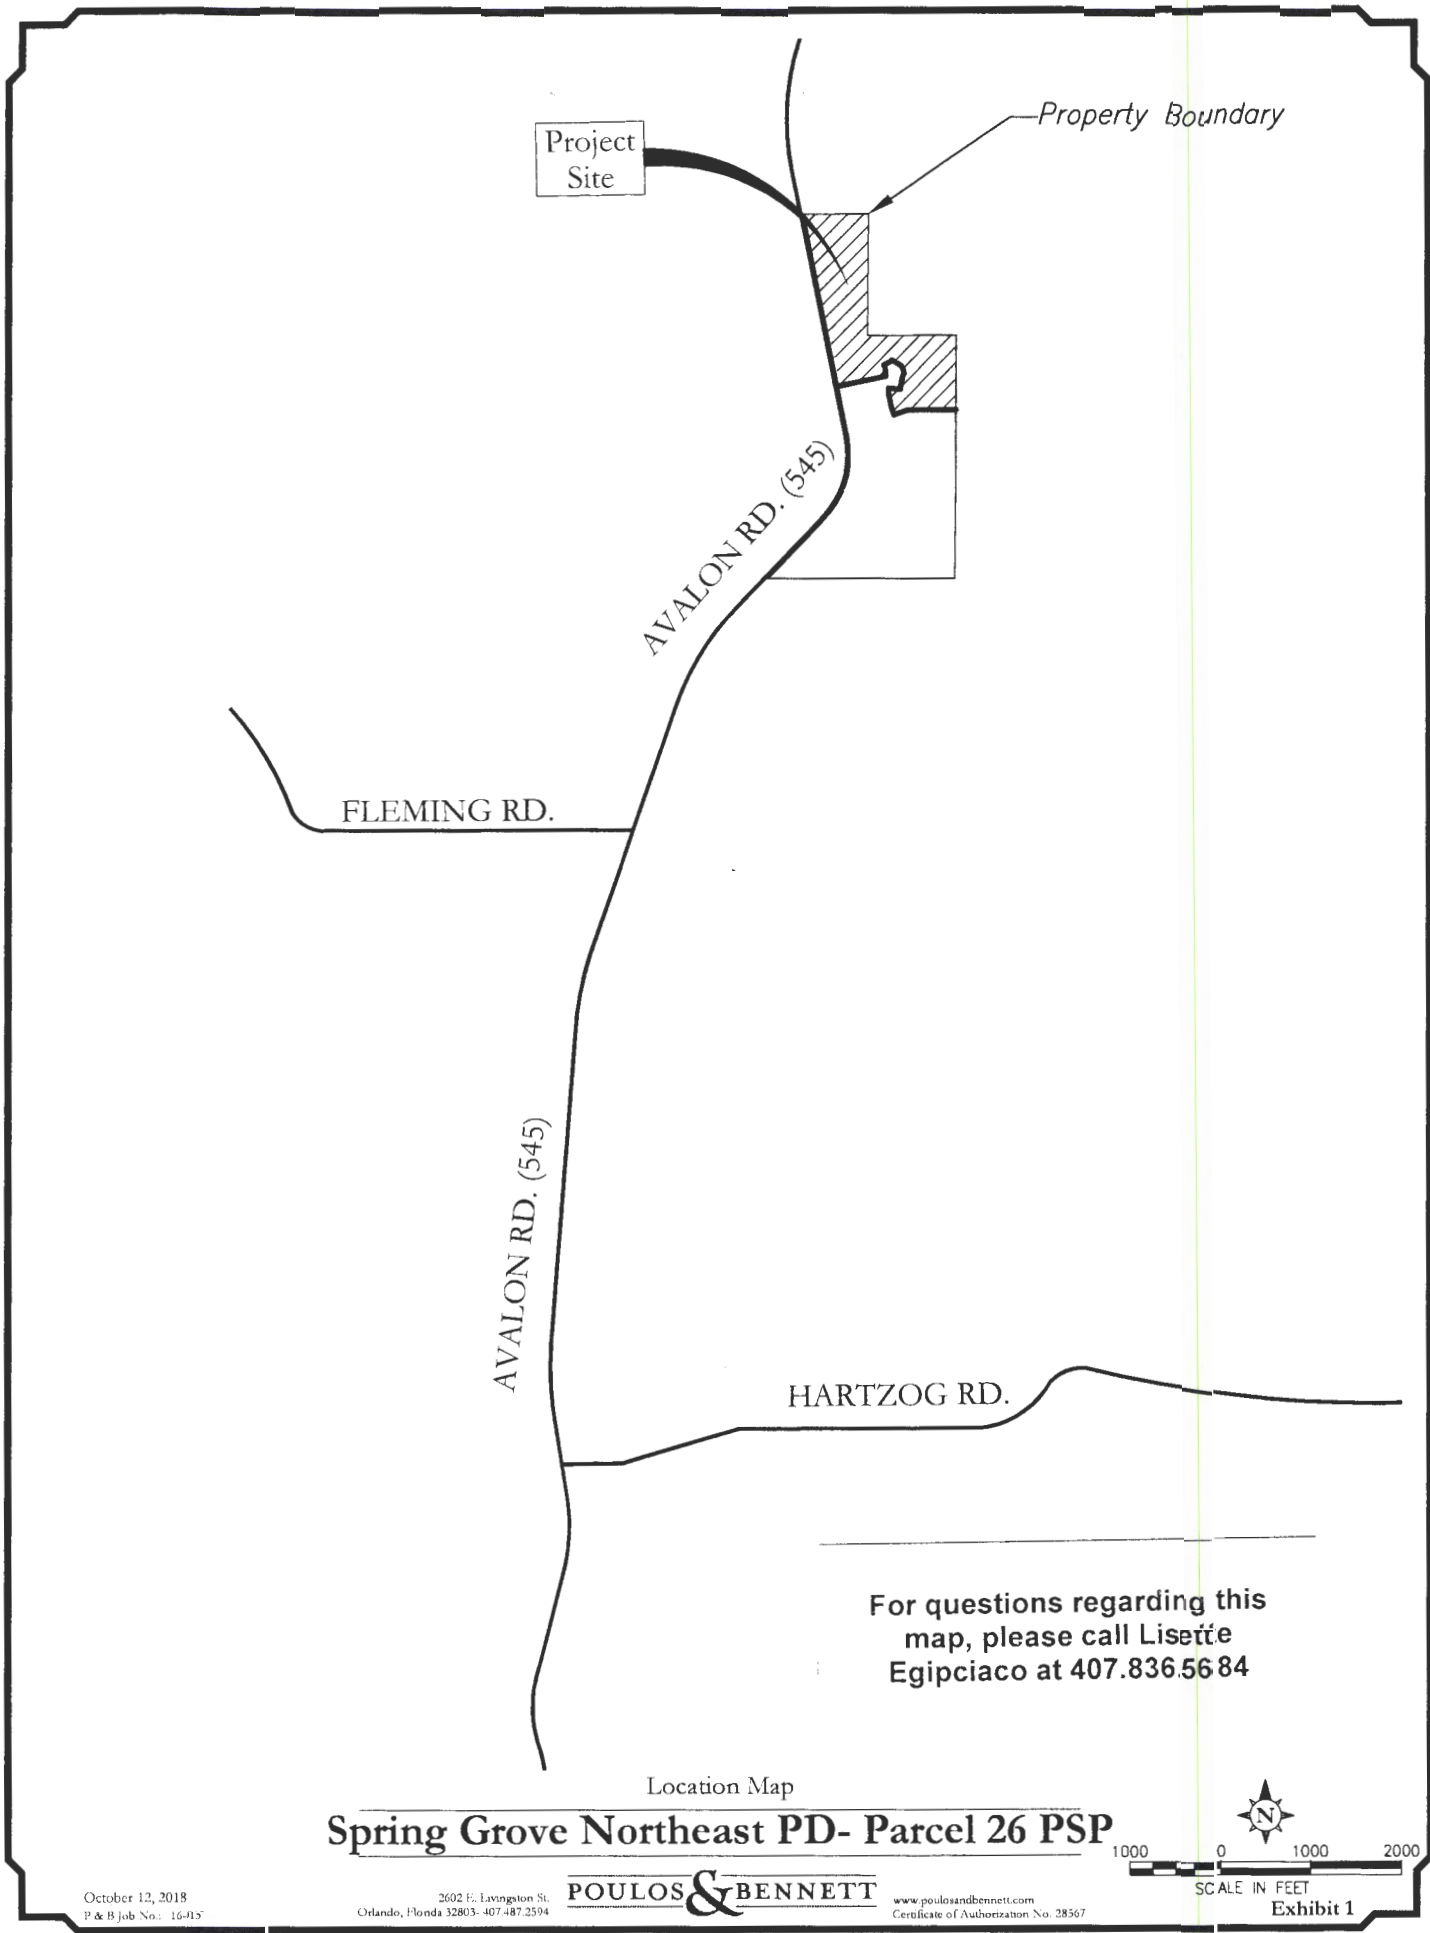 Property Boundary
Project
Site
AVALON RD. (545)
FLEMING RD.
AVALON RD. (545)
HARTZOG RD.
For questions regarding this
map, please call Lisette
Egipciaco at 407.836.5684
Location Map
Spring Grove Northeast PD- Parcel 26 PSP
N
1000 0 1000 2000
SCALE IN FEET
Exhibit 1
October 12, 2018
P & B Job No.:
2602 E. Livingston St.
Orlando, Florida 32803- 407.487.2594
POULOS & BENNETT
www.poulosandbennett.com
Certificate of Authorization No. 28567